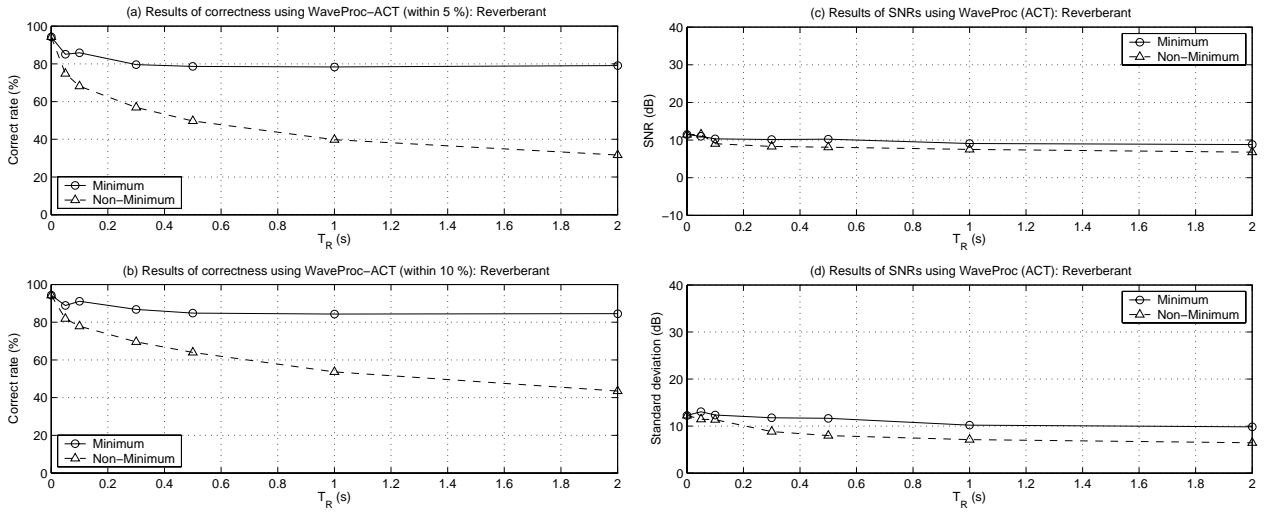 (a) Results of correctness using WaveProc−ACT (within 5 %): Reverberant
100
80
60
40
20
0
Correct rate (%)
Minimum
Non−Minimum
0 0.2 0.4 0.6 0.8 1 1.2 1.4 1.6 1.8 2
T_R (s)
(c) Results of SNRs using WaveProc (ACT): Reverberant
40
30
20
10
0
−10
SNR (dB)
Minimum
Non−Minimum
0 0.2 0.4 0.6 0.8 1 1.2 1.4 1.6 1.8 2
T_R (s)
(b) Results of correctness using WaveProc−ACT (within 10 %): Reverberant
100
80
60
40
20
0
Correct rate (%)
Minimum
Non−Minimum
0 0.2 0.4 0.6 0.8 1 1.2 1.4 1.6 1.8 2
T_R (s)
(d) Results of SNRs using WaveProc (ACT): Reverberant
40
30
20
10
0
Standard deviation (dB)
Minimum
Non−Minimum
0 0.2 0.4 0.6 0.8 1 1.2 1.4 1.6 1.8 2
T_R (s)